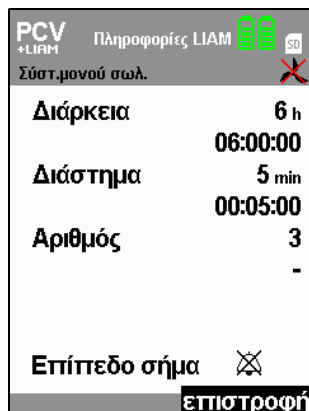 PCV
+LIAM
Πληροφορίες LIAM
SD
Σύστ.μονού σωλ.
Διάρκεια 6 h
06:00:00
Διάστημα 5 min
00:05:00
Αριθμός 3
-
Επίπεδο σήμα
επιστροφή